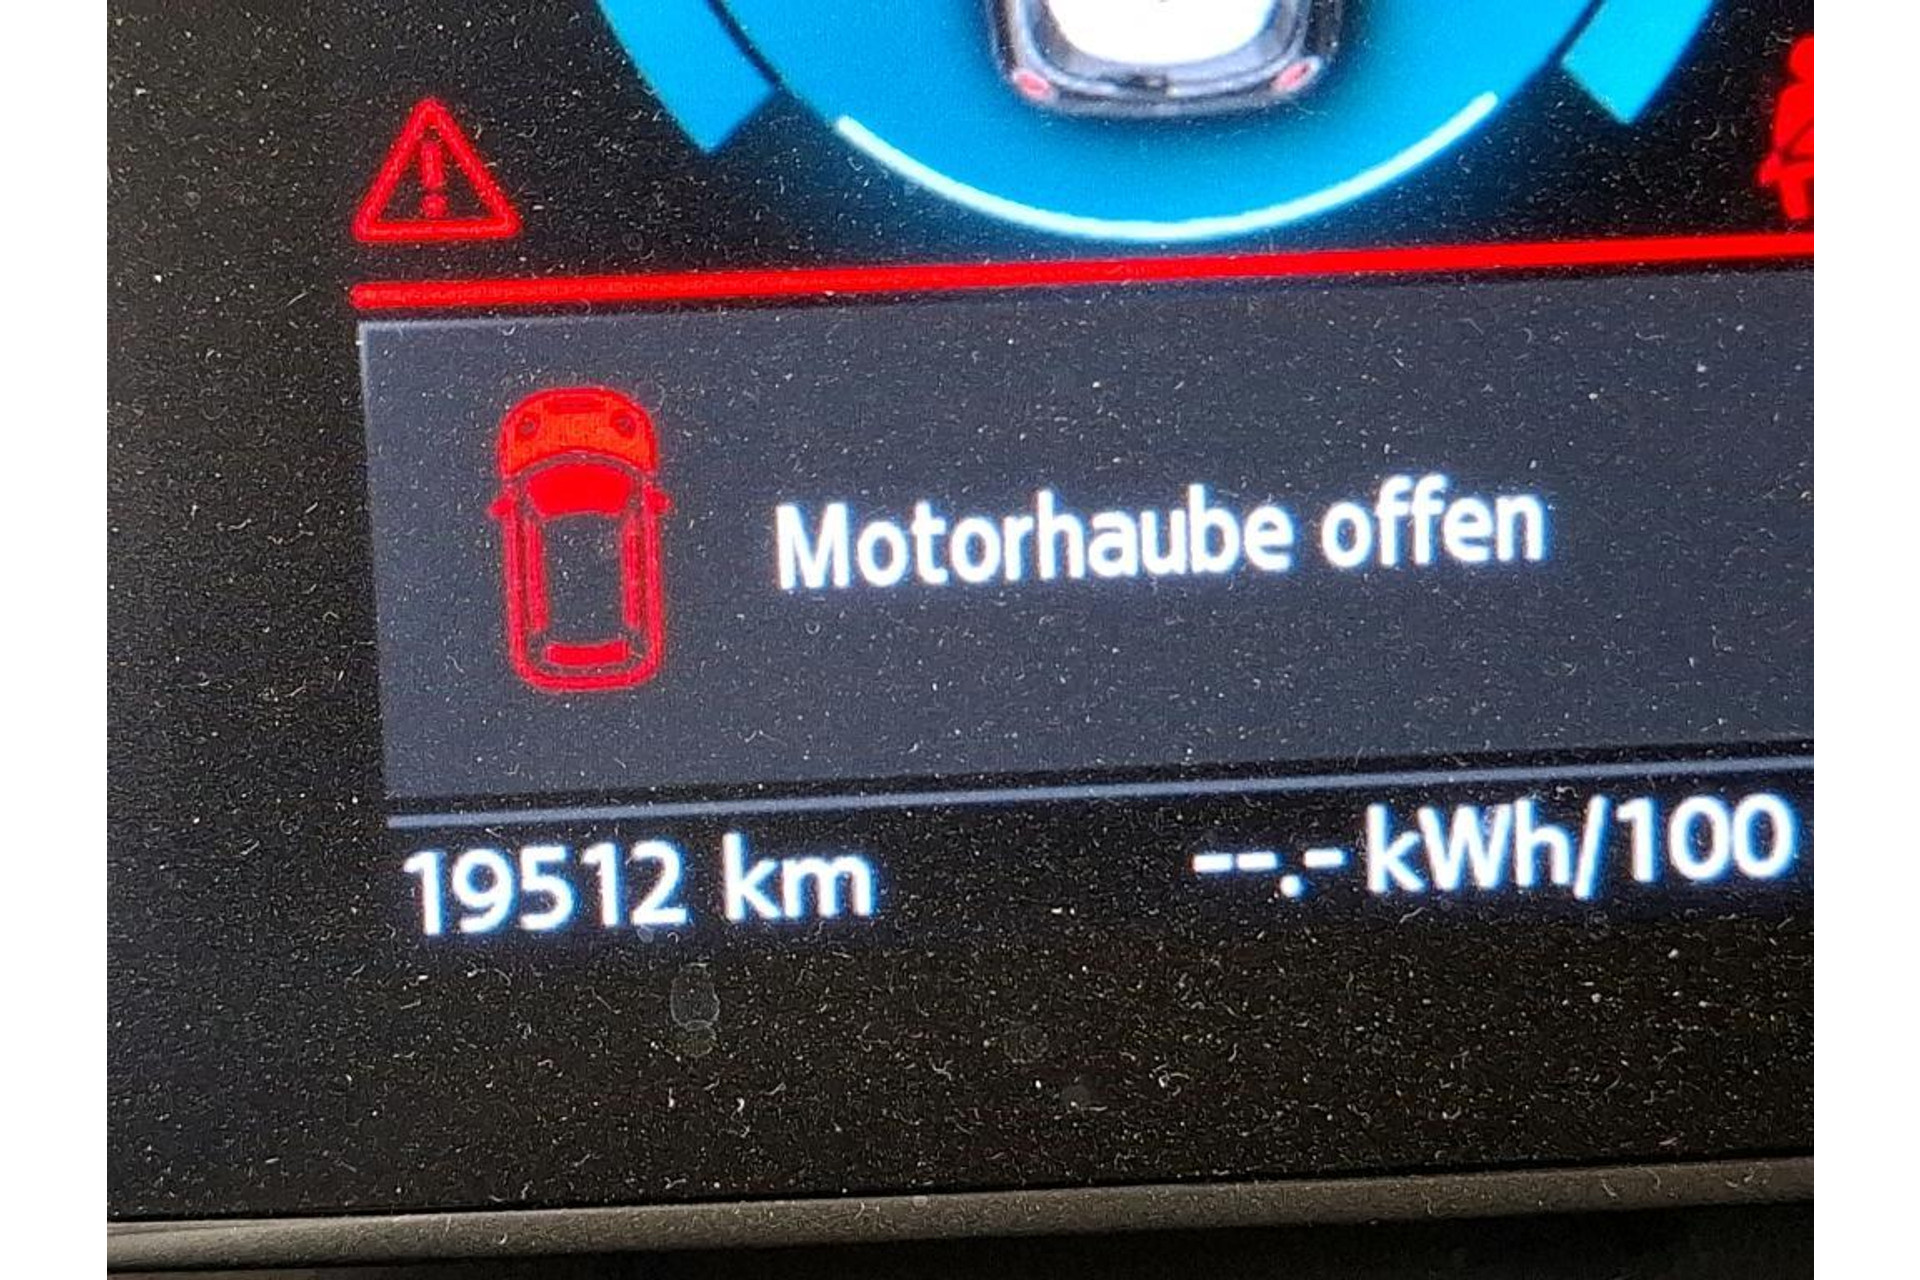 Motorhaube offen
19512 km --.- kWh/100